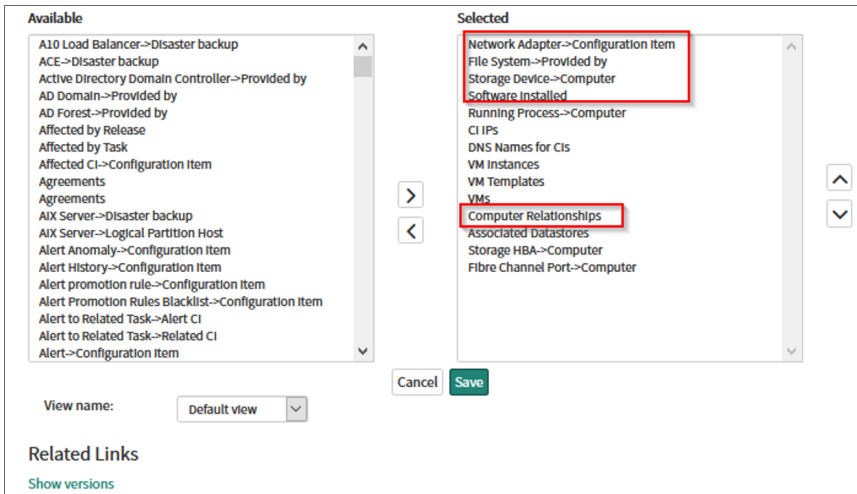 Available
A10 Load Balancer->Disaster backup
ACE->Disaster backup
Active Directory Domain Controller->Provided by
AD Domain->Provided by
AD Forest->Provided by
Affected by Release
Affected by Task
Affected CI->Configuration Item
Agreements
Agreements
AIX Server->Disaster backup
AIX Server->Logical Partition Host
Alert Anomaly->Configuration Item
Alert History->Configuration Item
Alert promotion rule->Configuration Item
Alert Promotion Rules Blacklist->Configuration Item
Alert to Related Task->Alert CI
Alert to Related Task->Related CI
Alert->Configuration Item
Selected
Network Adapter->Configuration Item
File System->Provided by
Storage Device->Computer
Software Installed
Running Process->Computer
CI IPs
DNS Names for CIs
VM Instances
VM Templates
VMs
Computer Relationships
Associated Datastores
Storage HBA->Computer
Fibre Channel Port->Computer
Cancel
Save
View name:
Default view
Related Links
Show versions